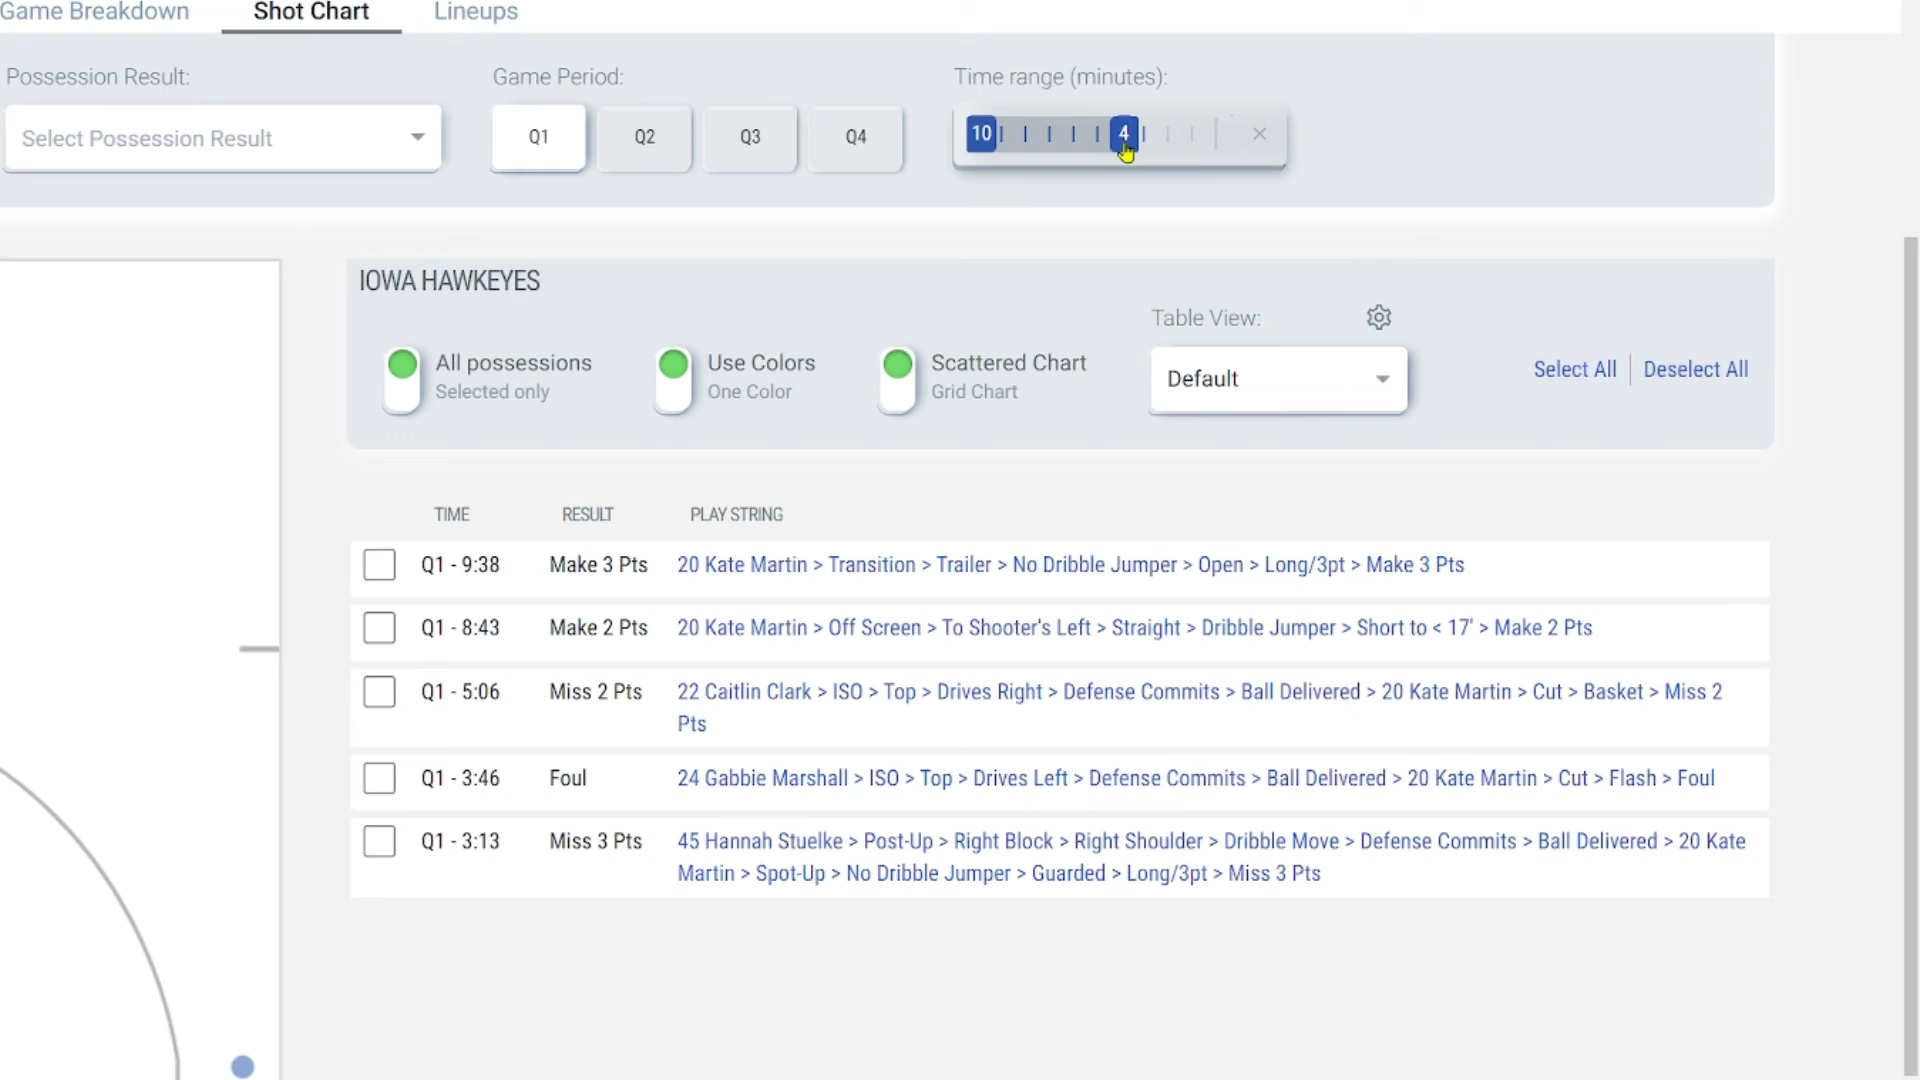 Game Breakdown Shot Chart Lineups
Possession Result: Game Period: Time range (minutes):
Select Possession Result Q1 Q2 Q3 Q4 10 4
IOWA HAWKEYES
Table View:
All possessions Use Colors Scattered Chart
Selected only One Color Grid Chart
Default Select All Deselect All
TIME RESULT PLAY STRING
Q1 - 9:38 Make 3 Pts 20 Kate Martin > Transition > Trailer > No Dribble Jumper > Open > Long/3pt > Make 3 Pts
Q1 - 8:43 Make 2 Pts 20 Kate Martin > Off Screen > To Shooter's Left > Straight > Dribble Jumper > Short to < 17' > Make 2 Pts
Q1 - 5:06 Miss 2 Pts 22 Caitlin Clark > ISO > Top > Drives Right > Defense Commits > Ball Delivered > 20 Kate Martin > Cut > Basket > Miss 2
Pts
Q1 - 3:46 Foul 24 Gabbie Marshall > ISO > Top > Drives Left > Defense Commits > Ball Delivered > 20 Kate Martin > Cut > Flash > Foul
Q1 - 3:13 Miss 3 Pts 45 Hannah Stuelke > Post-Up > Right Block > Right Shoulder > Dribble Move > Defense Commits > Ball Delivered > 20 Kate
Martin > Spot-Up > No Dribble Jumper > Guarded > Long/3pt > Miss 3 Pts